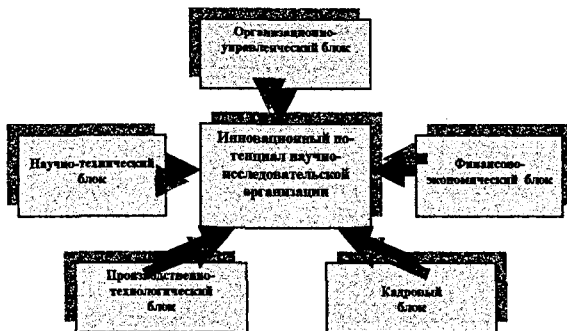 Организационно-
управленческий блок
Инновационный по-
тенциал научно-
исследовательской
организации
Научно-технический
блок
Финансово-
экономический блок
Производственно-
технологический
блок
Кадровый
блок